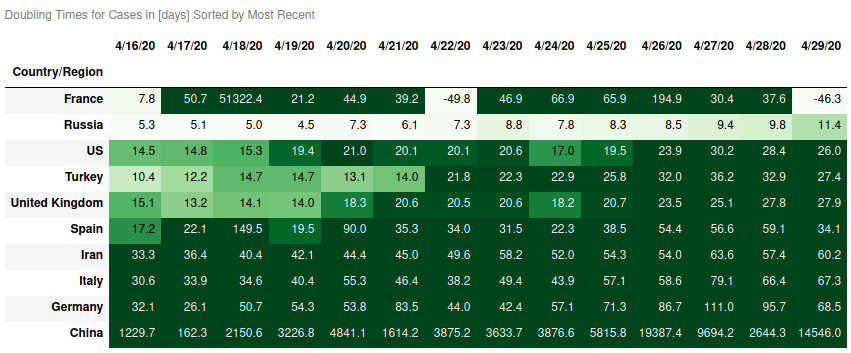 Doubling Times for Cases in [days] Sorted by Most Recent
4/16/20 4/17/20 4/18/20 4/19/20 4/20/20 4/21/20 4/22/20 4/23/20 4/24/20 4/25/20 4/26/20 4/27/20 4/28/20 4/29/20
Country/Region
France 7.8 50.7 51322.4 21.2 44.9 39.2 -49.8 46.9 66.9 65.9 194.9 30.4 37.6 -46.3
Russia 5.3 5.1 5.0 4.5 7.3 6.1 7.3 8.8 7.8 8.3 8.5 9.4 9.8 11.4
US 14.5 14.8 15.3 19.4 21.0 20.1 20.1 20.6 17.0 19.5 23.9 30.2 28.4 26.0
Turkey 10.4 12.2 14.7 14.7 13.1 14.0 21.8 22.3 22.9 25.8 32.0 36.2 32.9 27.4
United Kingdom 15.1 13.2 14.1 14.0 18.3 20.6 20.5 20.6 18.2 20.7 23.5 25.1 27.8 27.9
Spain 17.2 22.1 149.5 19.5 90.0 35.3 34.0 31.5 22.3 38.5 54.4 56.6 59.1 34.1
Iran 33.3 36.4 40.4 42.1 44.4 45.0 49.6 58.2 52.0 54.3 54.0 63.6 57.4 60.2
Italy 30.6 33.9 34.6 40.4 55.3 46.4 38.2 49.4 43.9 57.1 58.6 79.1 66.4 67.3
Germany 32.1 26.1 50.7 54.3 53.8 83.5 44.0 42.4 57.1 71.3 86.7 111.0 95.7 68.5
China 1229.7 162.3 2150.6 3226.8 4841.1 1614.2 3875.2 3633.7 3876.6 5815.8 19387.4 9694.2 2644.3 14546.0